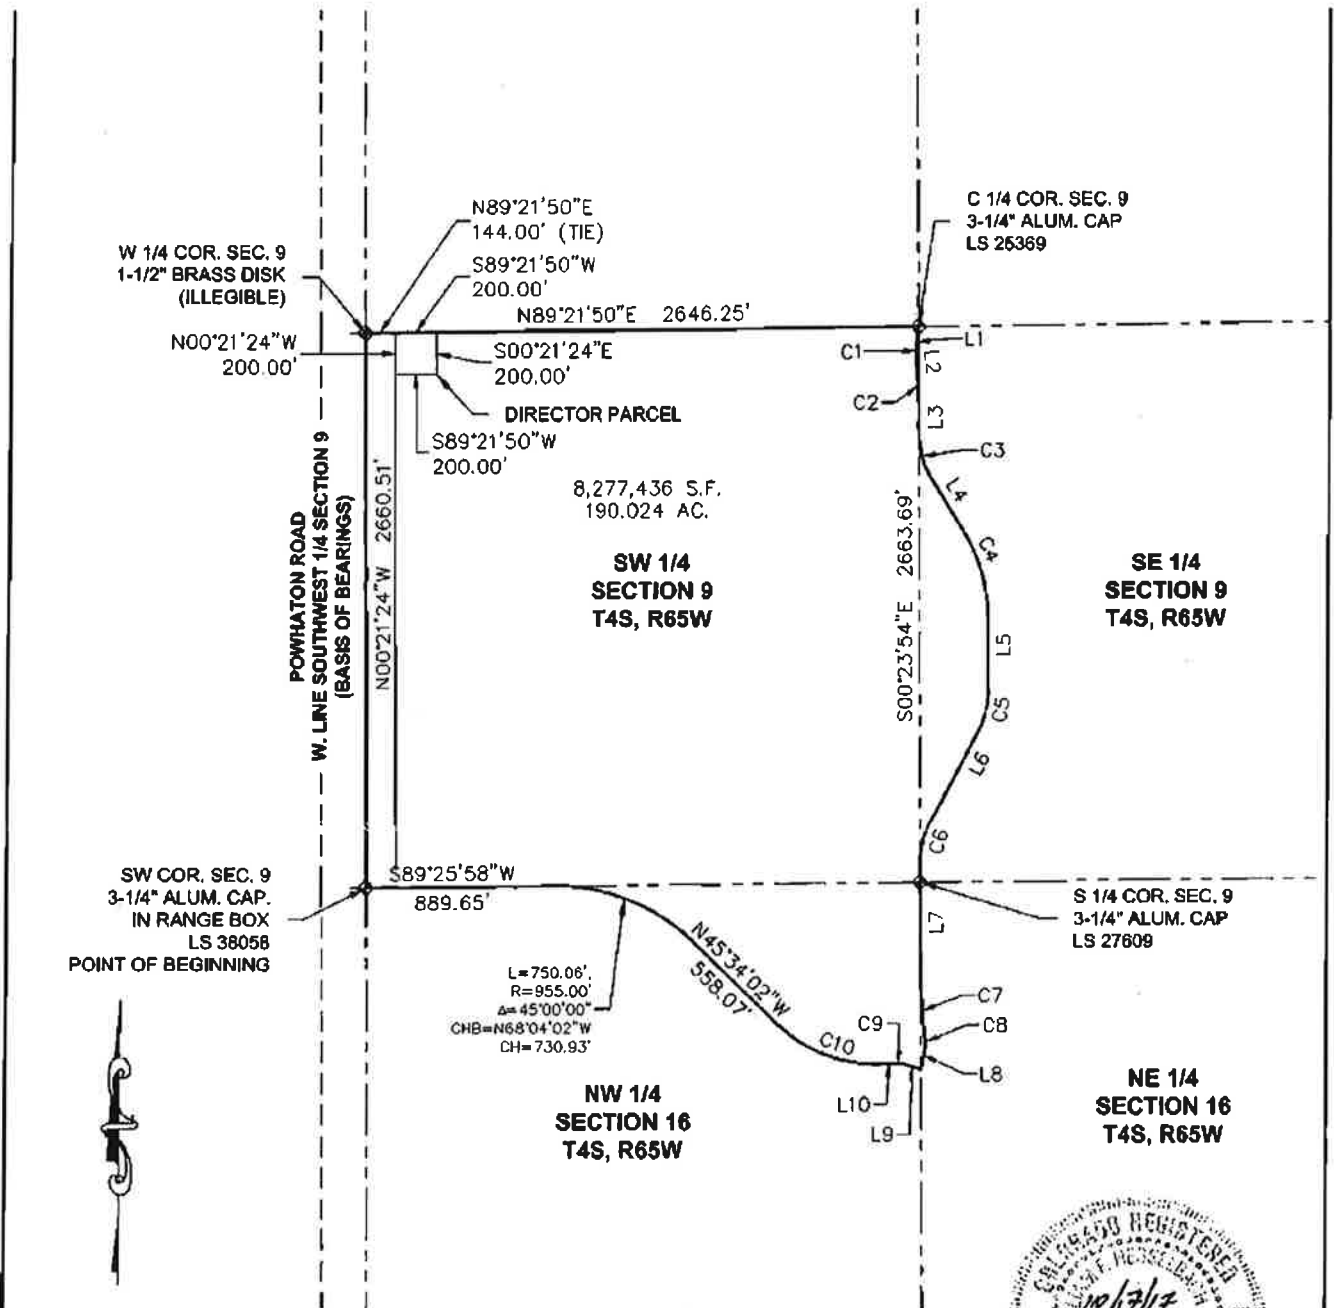 N89°21'50"E
144.00' (TIE)
C 1/4 COR. SEC. 9
3-1/4" ALUM. CAP
LS 26369
W 1/4 COR. SEC. 9
1-1/2" BRASS DISK
(ILLEGIBLE)
S89°21'50"W
200.00'
N89°21'50"E 2646.25'
N00°21'24"W
200.00'
S00°21'24"E
200.00'
C1
L1
L2
C2
L3
DIRECTOR PARCEL
S89°21'50"W
200.00'
C3
L4
8,277,436 S.F.
190.024 AC.
POWHATON ROAD
W. LINE SOUTHWEST 1/4 SECTION 9
(BASIS OF BEARINGS)
N00°21'24"W 2660.51'
S00°23'54"E 2663.69'
C4
SW 1/4
SECTION 9
T4S, R65W
SE 1/4
SECTION 9
T4S, R65W
L5
C5
L6
C6
SW COR. SEC. 9
3-1/4" ALUM. CAP.
IN RANGE BOX
LS 38058
POINT OF BEGINNING
S89°25'58"W
889.65'
S 1/4 COR. SEC. 9
3-1/4" ALUM. CAP
LS 27609
L7
N45°34'02"W
558.07'
L=750.06',
R=955.00'
Δ=45°00'00"
CHB=N68°04'02"W
CH=730.93'
C7
C8
C9
C10
L8
L10
L9
NW 1/4
SECTION 16
T4S, R65W
NE 1/4
SECTION 16
T4S, R65W
COLORADO REGISTERED
10/17/17